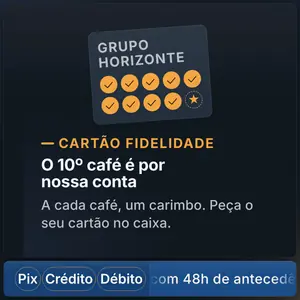 GRUPO
HORIZONTE
— CARTÃO FIDELIDADE
O 10º café é por
nossa conta
A cada café, um carimbo. Peça o
seu cartão no caixa.
Pix Crédito Débito com 48h de antecedê